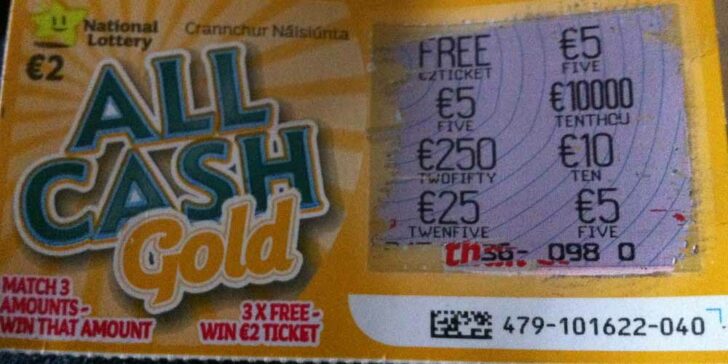 National
Lottery
Crannchur Náisiúnta
€2
ALL
CASH
Gold
MATCH 3
AMOUNTS-
WIN THAT AMOUNT
3 X FREE-
WIN €2 TICKET
FREE €5
€2TICKET FIVE
€5 €10000
FIVE TENTHOU
€250 €10
TWOFIFTY TEN
€25 €5
TWENFIVE FIVE
36- 098 0
479-101622-040